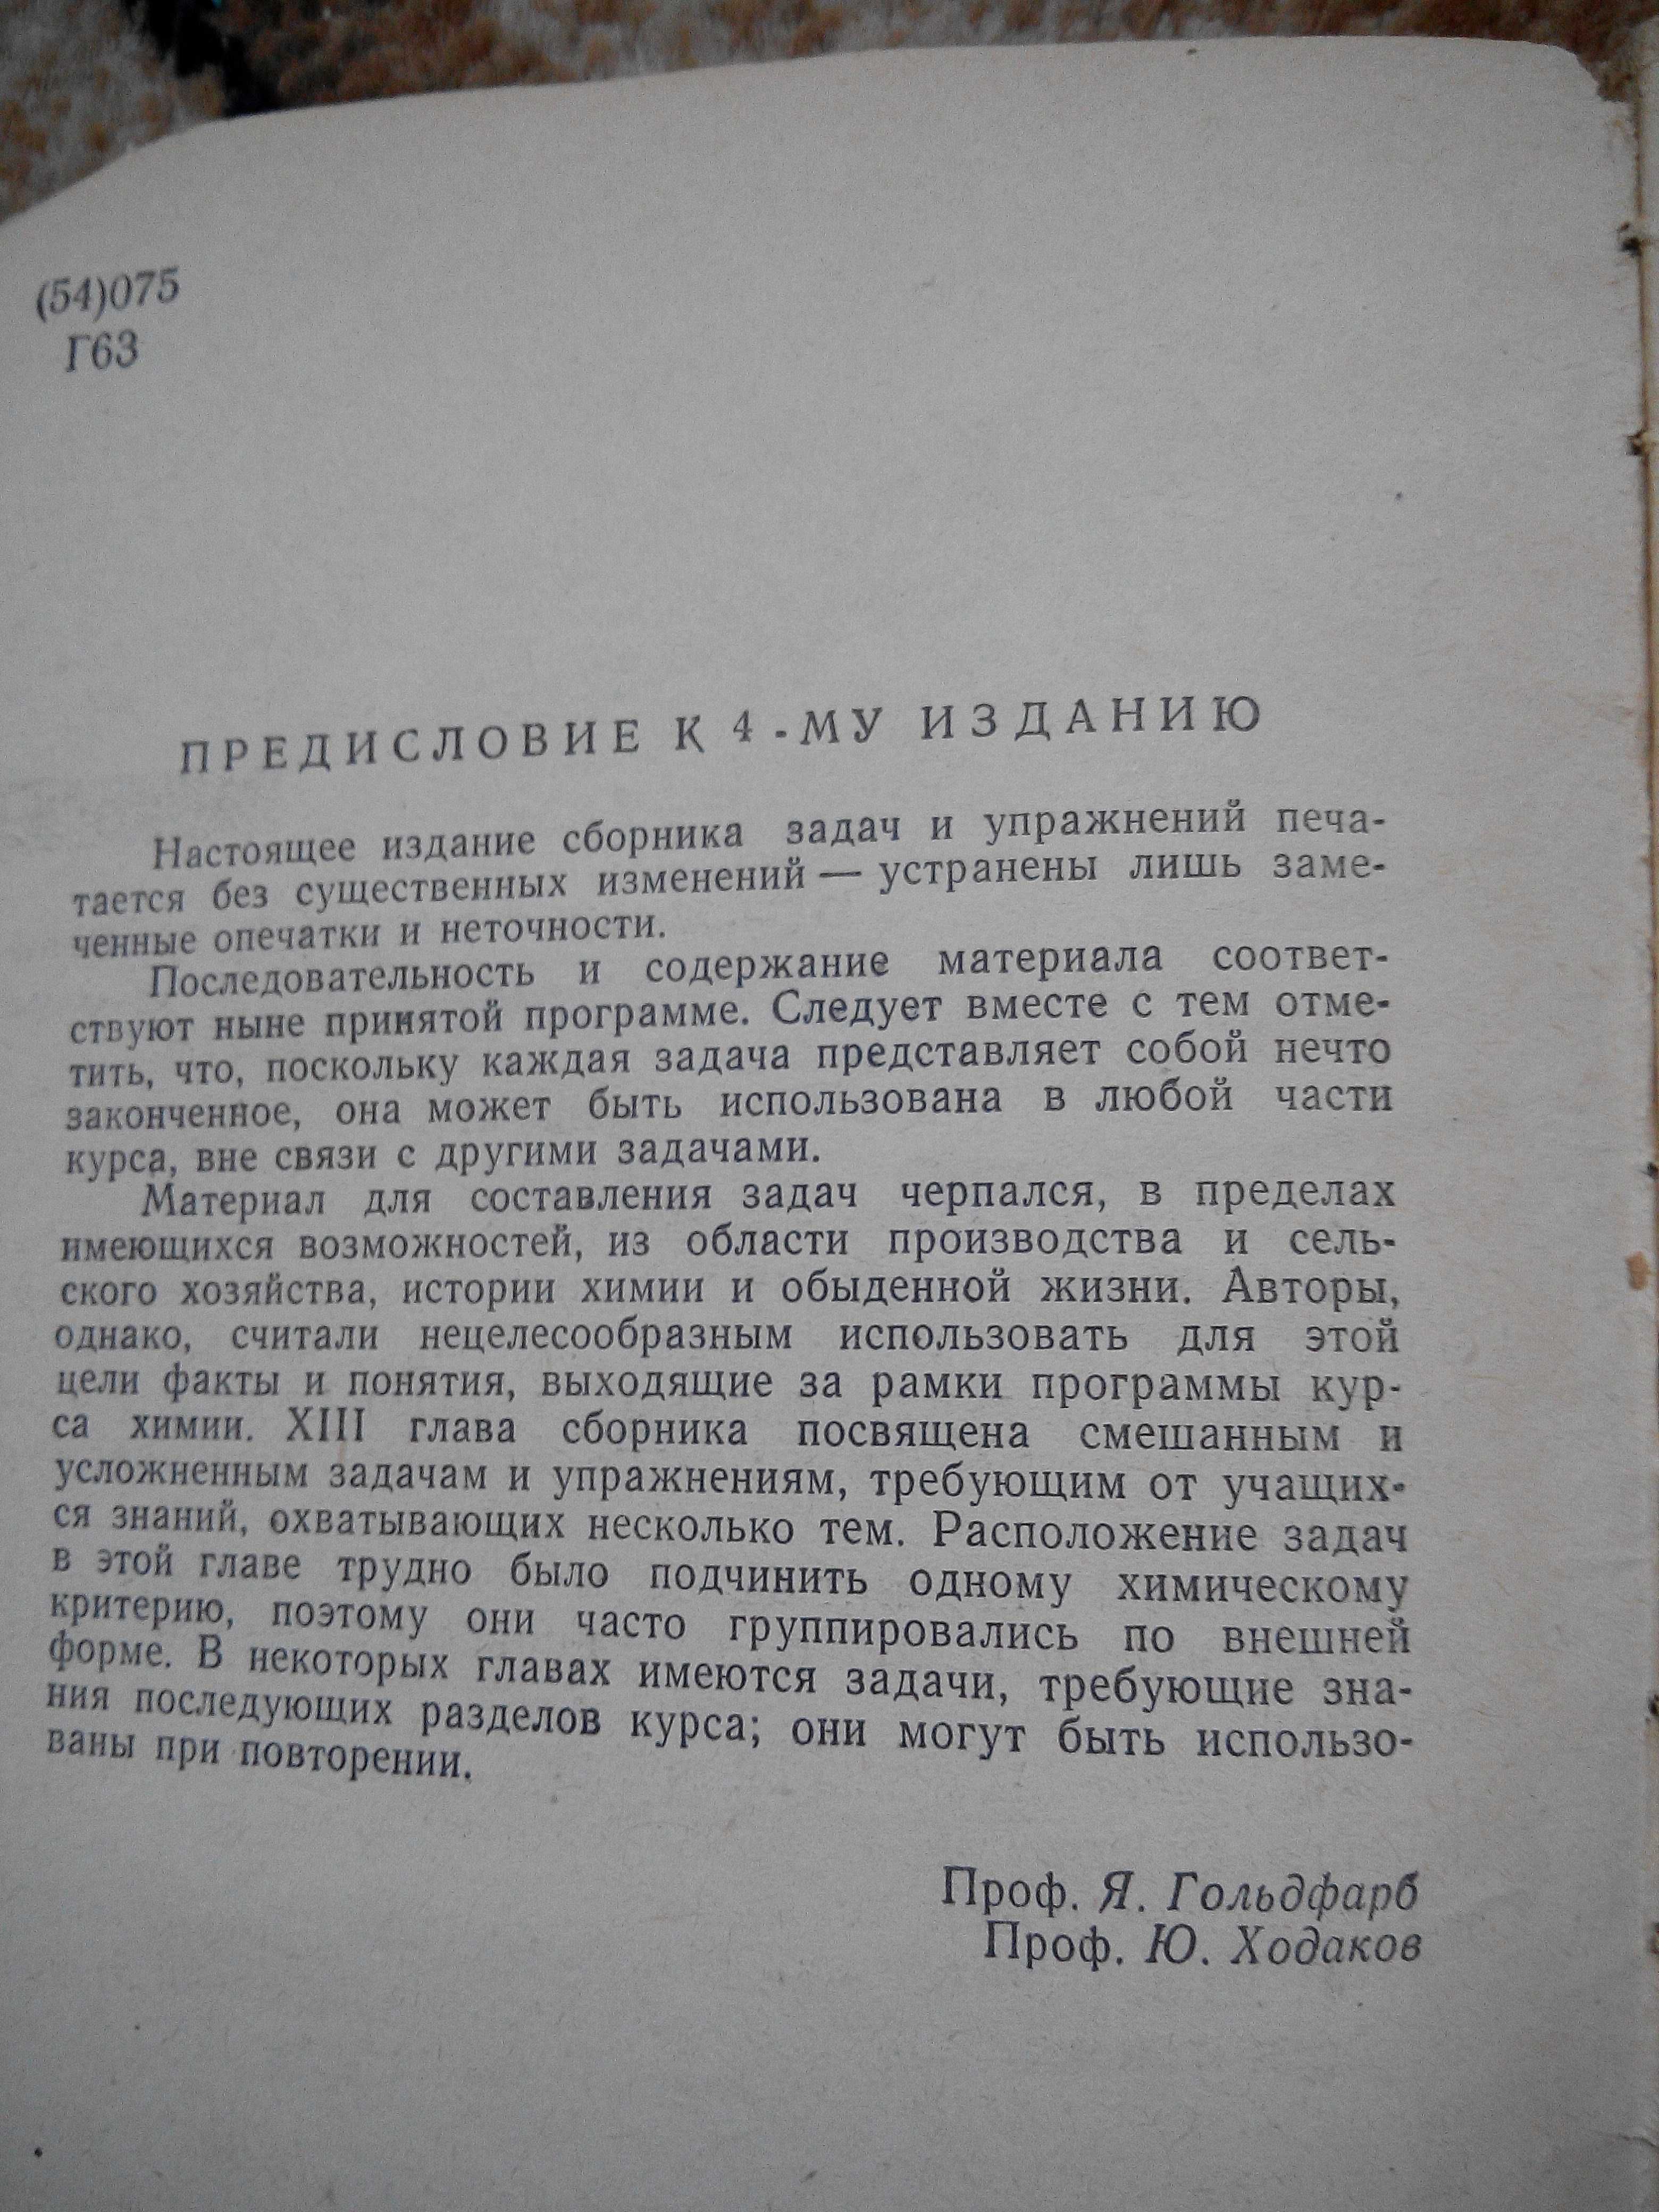 (54)075
Г63
ПРЕДИСЛОВИЕ К 4-МУ ИЗДАНИЮ
Настоящее издание сборника задач и упражнений печа-
тается без существенных изменений — устранены лишь заме-
ченные опечатки и неточности.
Последовательность и содержание материала соответ-
ствуют ныне принятой программе. Следует вместе с тем отме-
тить, что, поскольку каждая задача представляет собой нечто
законченное, она может быть использована в любой части
курса, вне связи с другими задачами.
Материал для составления задач черпался, в пределах
имеющихся возможностей, из области производства и сель-
ского хозяйства, истории химии и обыденной жизни. Авторы,
однако, считали нецелесообразным использовать для этой
цели факты и понятия, выходящие за рамки программы кур-
са химии. XIII глава сборника посвящена смешанным и
усложненным задачам и упражнениям, требующим от учащих-
ся знаний, охватывающих несколько тем. Расположение задач
в этой главе трудно было подчинить одному химическому
критерию, поэтому они часто группировались по внешней
форме. В некоторых главах имеются задачи, требующие зна-
ния последующих разделов курса; они могут быть использо-
ваны при повторении.
Проф. Я. Гольдфарб
Проф. Ю. Ходаков